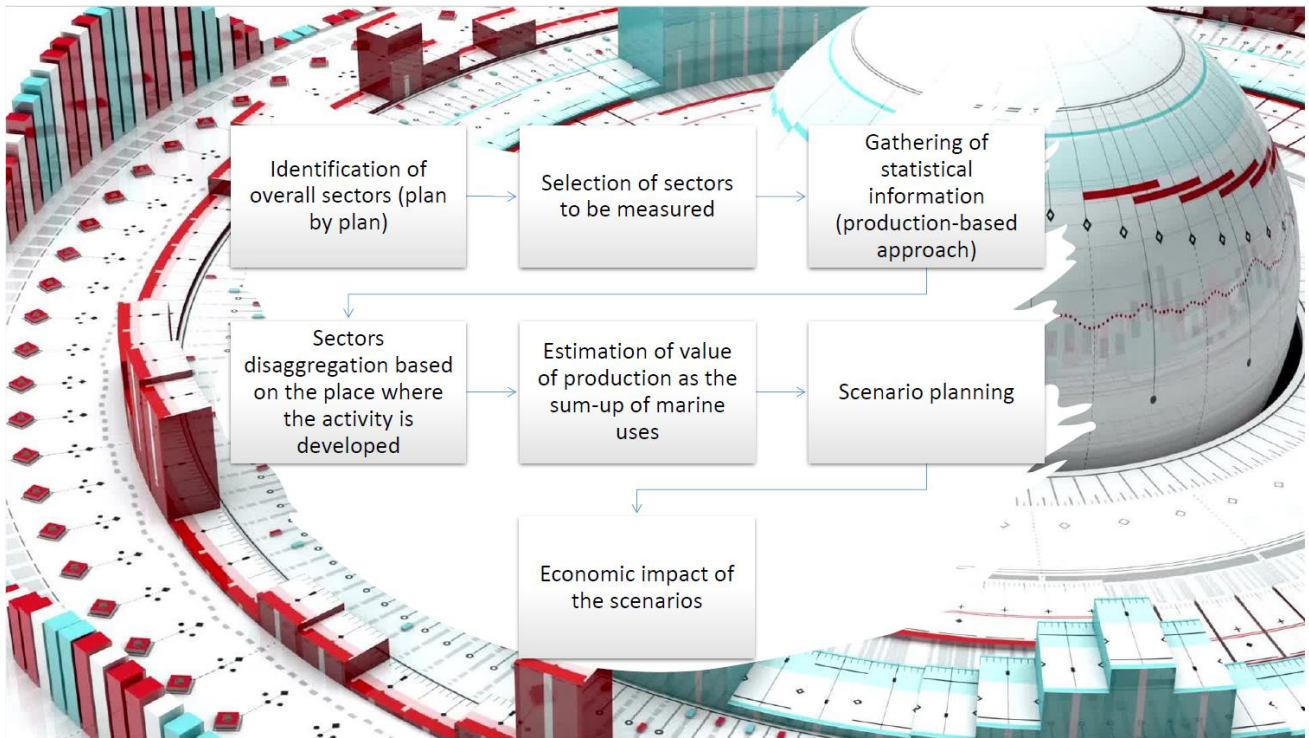 Identification of
overall sectors (plan
by plan)
Selection of sectors
to be measured
Gathering of
statistical
information
(production-based
approach)
Sectors
disaggregation based
on the place where
the activity is
developed
Estimation of value
of production as the
sum-up of marine
uses
Scenario planning
Economic impact of
the scenarios